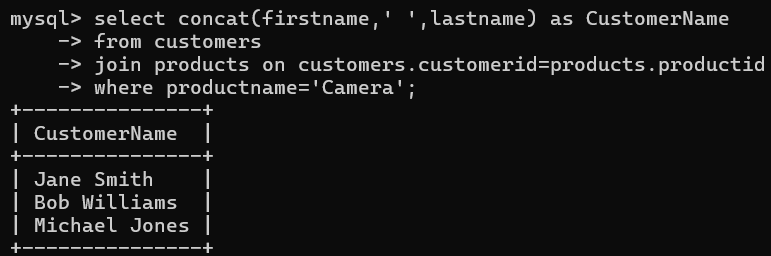 mysql> select concat(firstname,' ',lastname) as CustomerName
    -> from customers
    -> join products on customers.customerid=products.productid
    -> where productname='Camera';
+---------------+
| CustomerName  |
+---------------+
| Jane Smith    |
| Bob Williams  |
| Michael Jones |
+---------------+